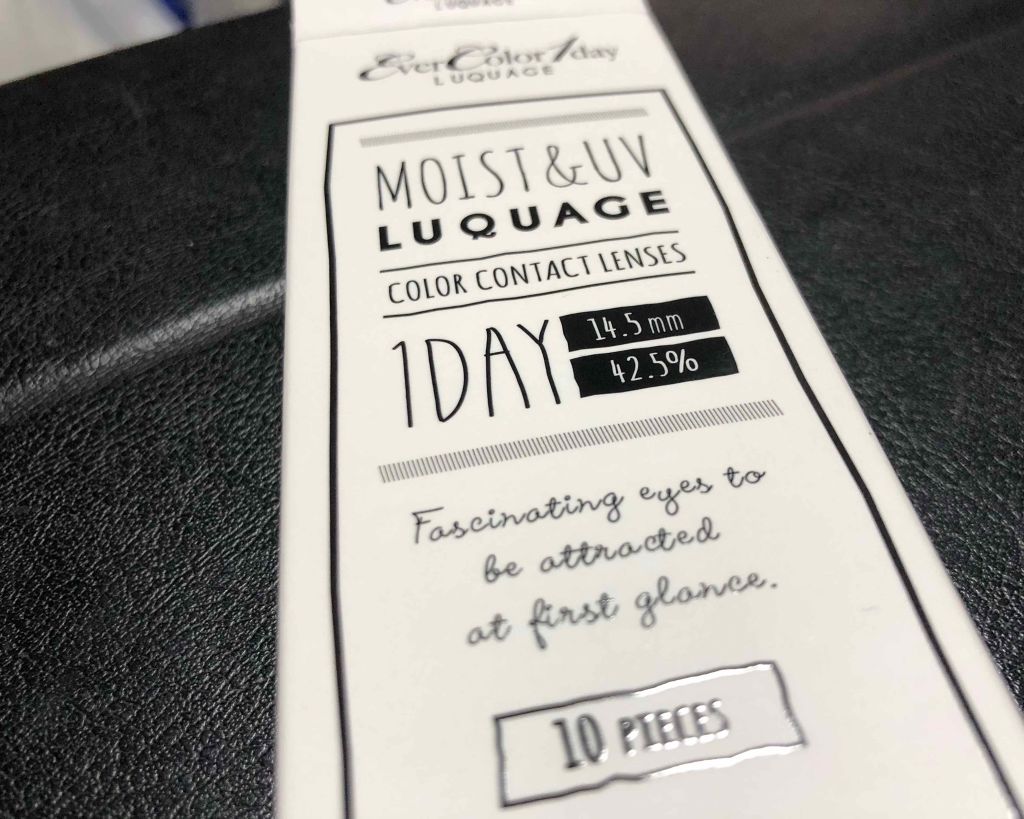 LUQUAGE
EverColor1day
LUQUAGE
MOIST&UV
LUQUAGE
COLOR CONTACT LENSES
1DAY
14.5mm
42.5%
Fascinating eyes to
be attracted
at first glance.
10 PIECES